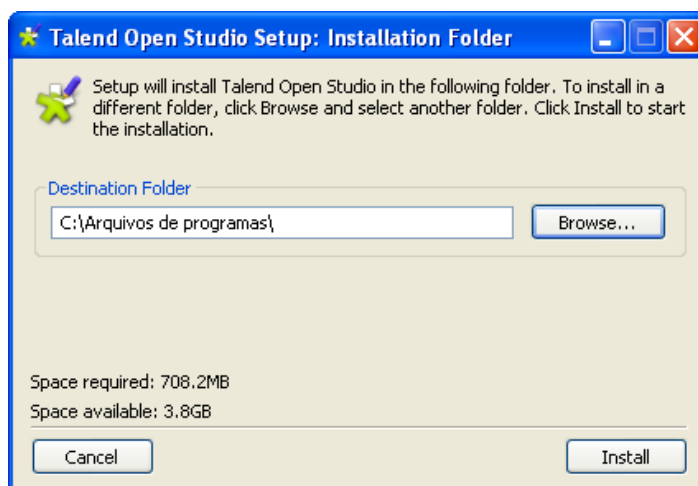 Talend Open Studio Setup: Installation Folder
Setup will install Talend Open Studio in the following folder. To install in a
different folder, click Browse and select another folder. Click Install to start
the installation.
Destination Folder
C:\Arquivos de programas\
Browse...
Space required: 708.2MB
Space available: 3.8GB
Cancel
Install